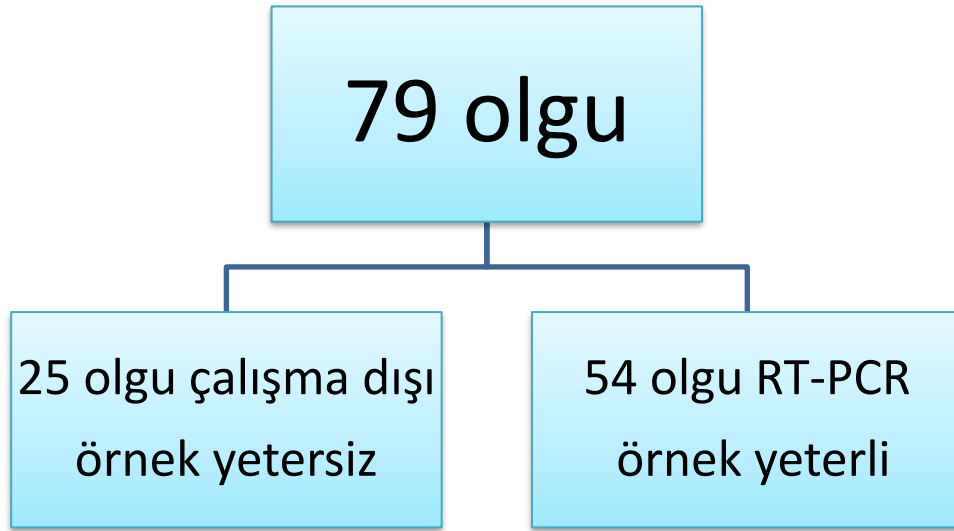 79 olgu
25 olgu çalışma dışı
örnek yetersiz
54 olgu RT-PCR
örnek yeterli